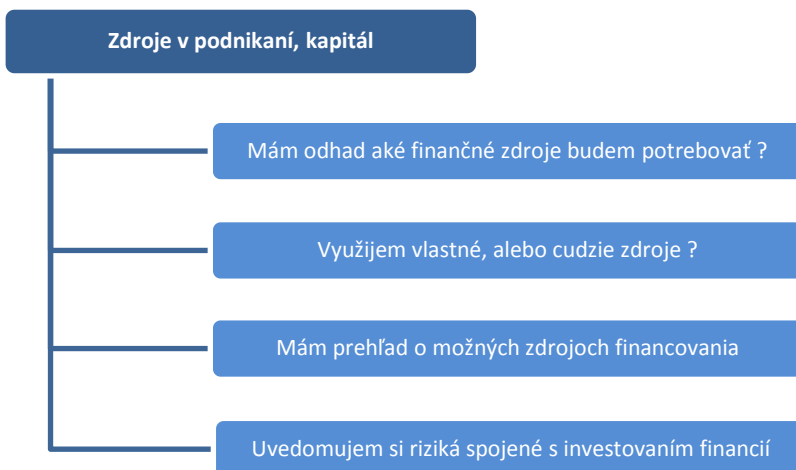 Zdroje v podnikaní, kapitál
Mám odhad aké finančné zdroje budem potrebovať ?
Využijem vlastné, alebo cudzie zdroje ?
Mám prehľad o možných zdrojoch financovania
Uvedomujem si riziká spojené s investovaním financií